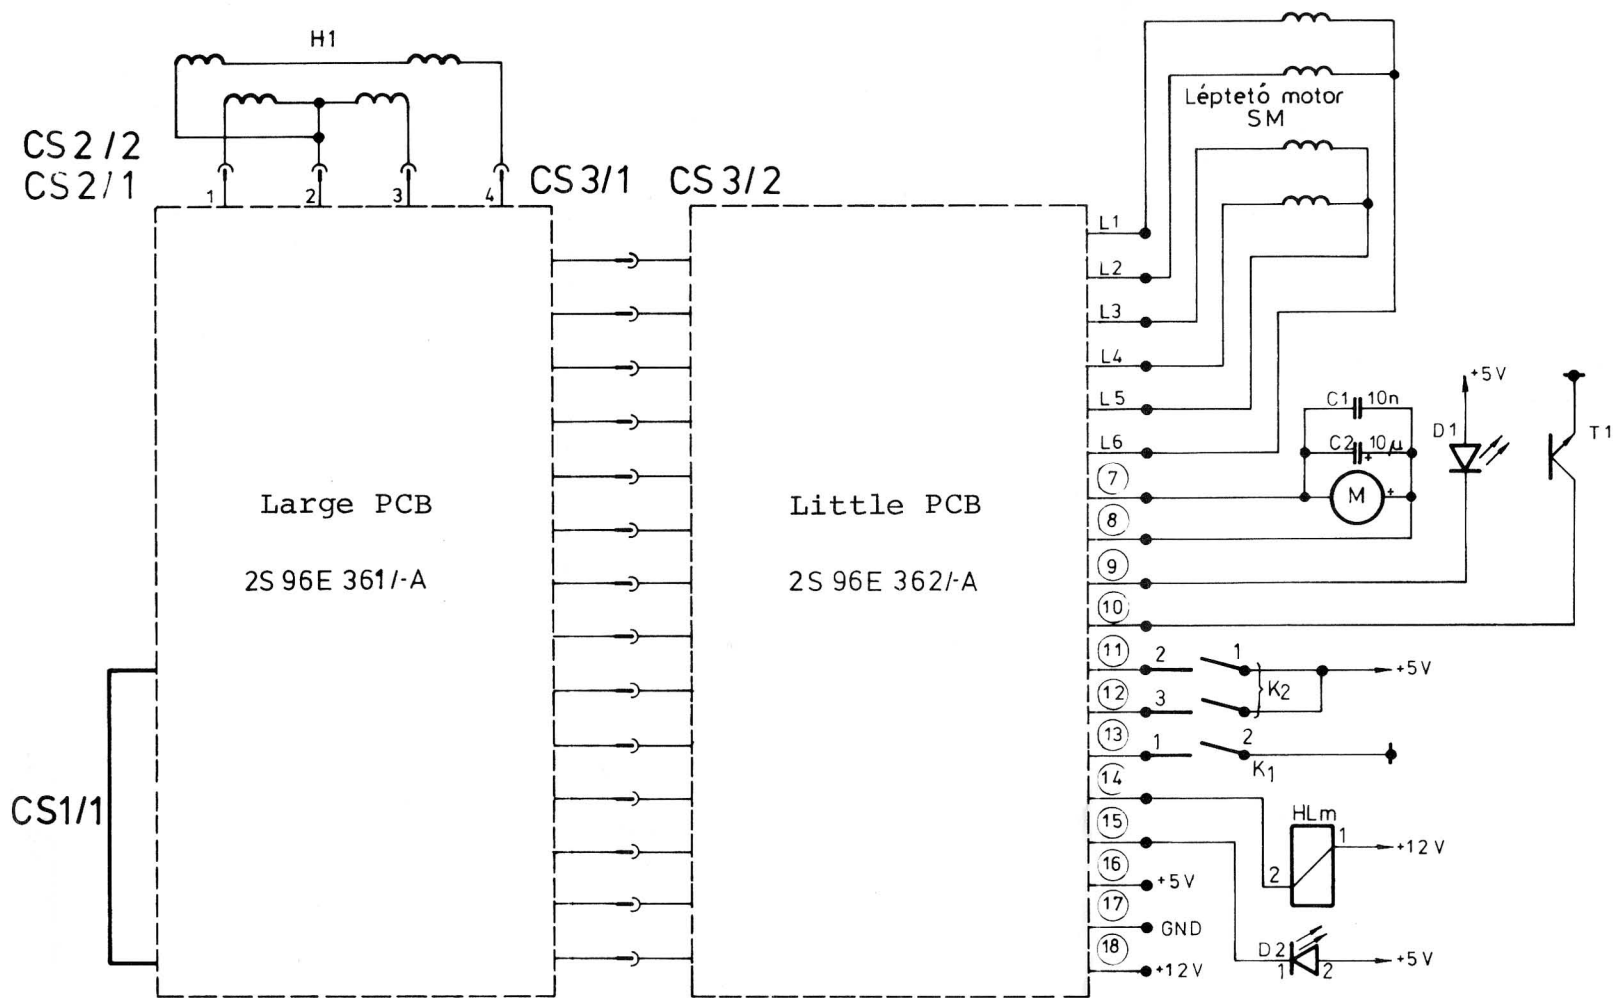 H1
CS2/2
CS2/1
1 2 3 4
CS3/1 CS3/2
Léptető motor
SM
L1
L2
L3
L4
L5
L6
C1 10n
C2 + 10µ
M +
D1
+5V
T1
Large PCB
2S 96E 361/-A
Little PCB
2S 96E 362/-A
7
8
9
10
11 2 1 +5V
12 3 K2
13 1 2
K1
14
HLm
1 +12V
2
15
16 +5V
17 GND
18 +12V
D2
1 2 +5V
CS1/1